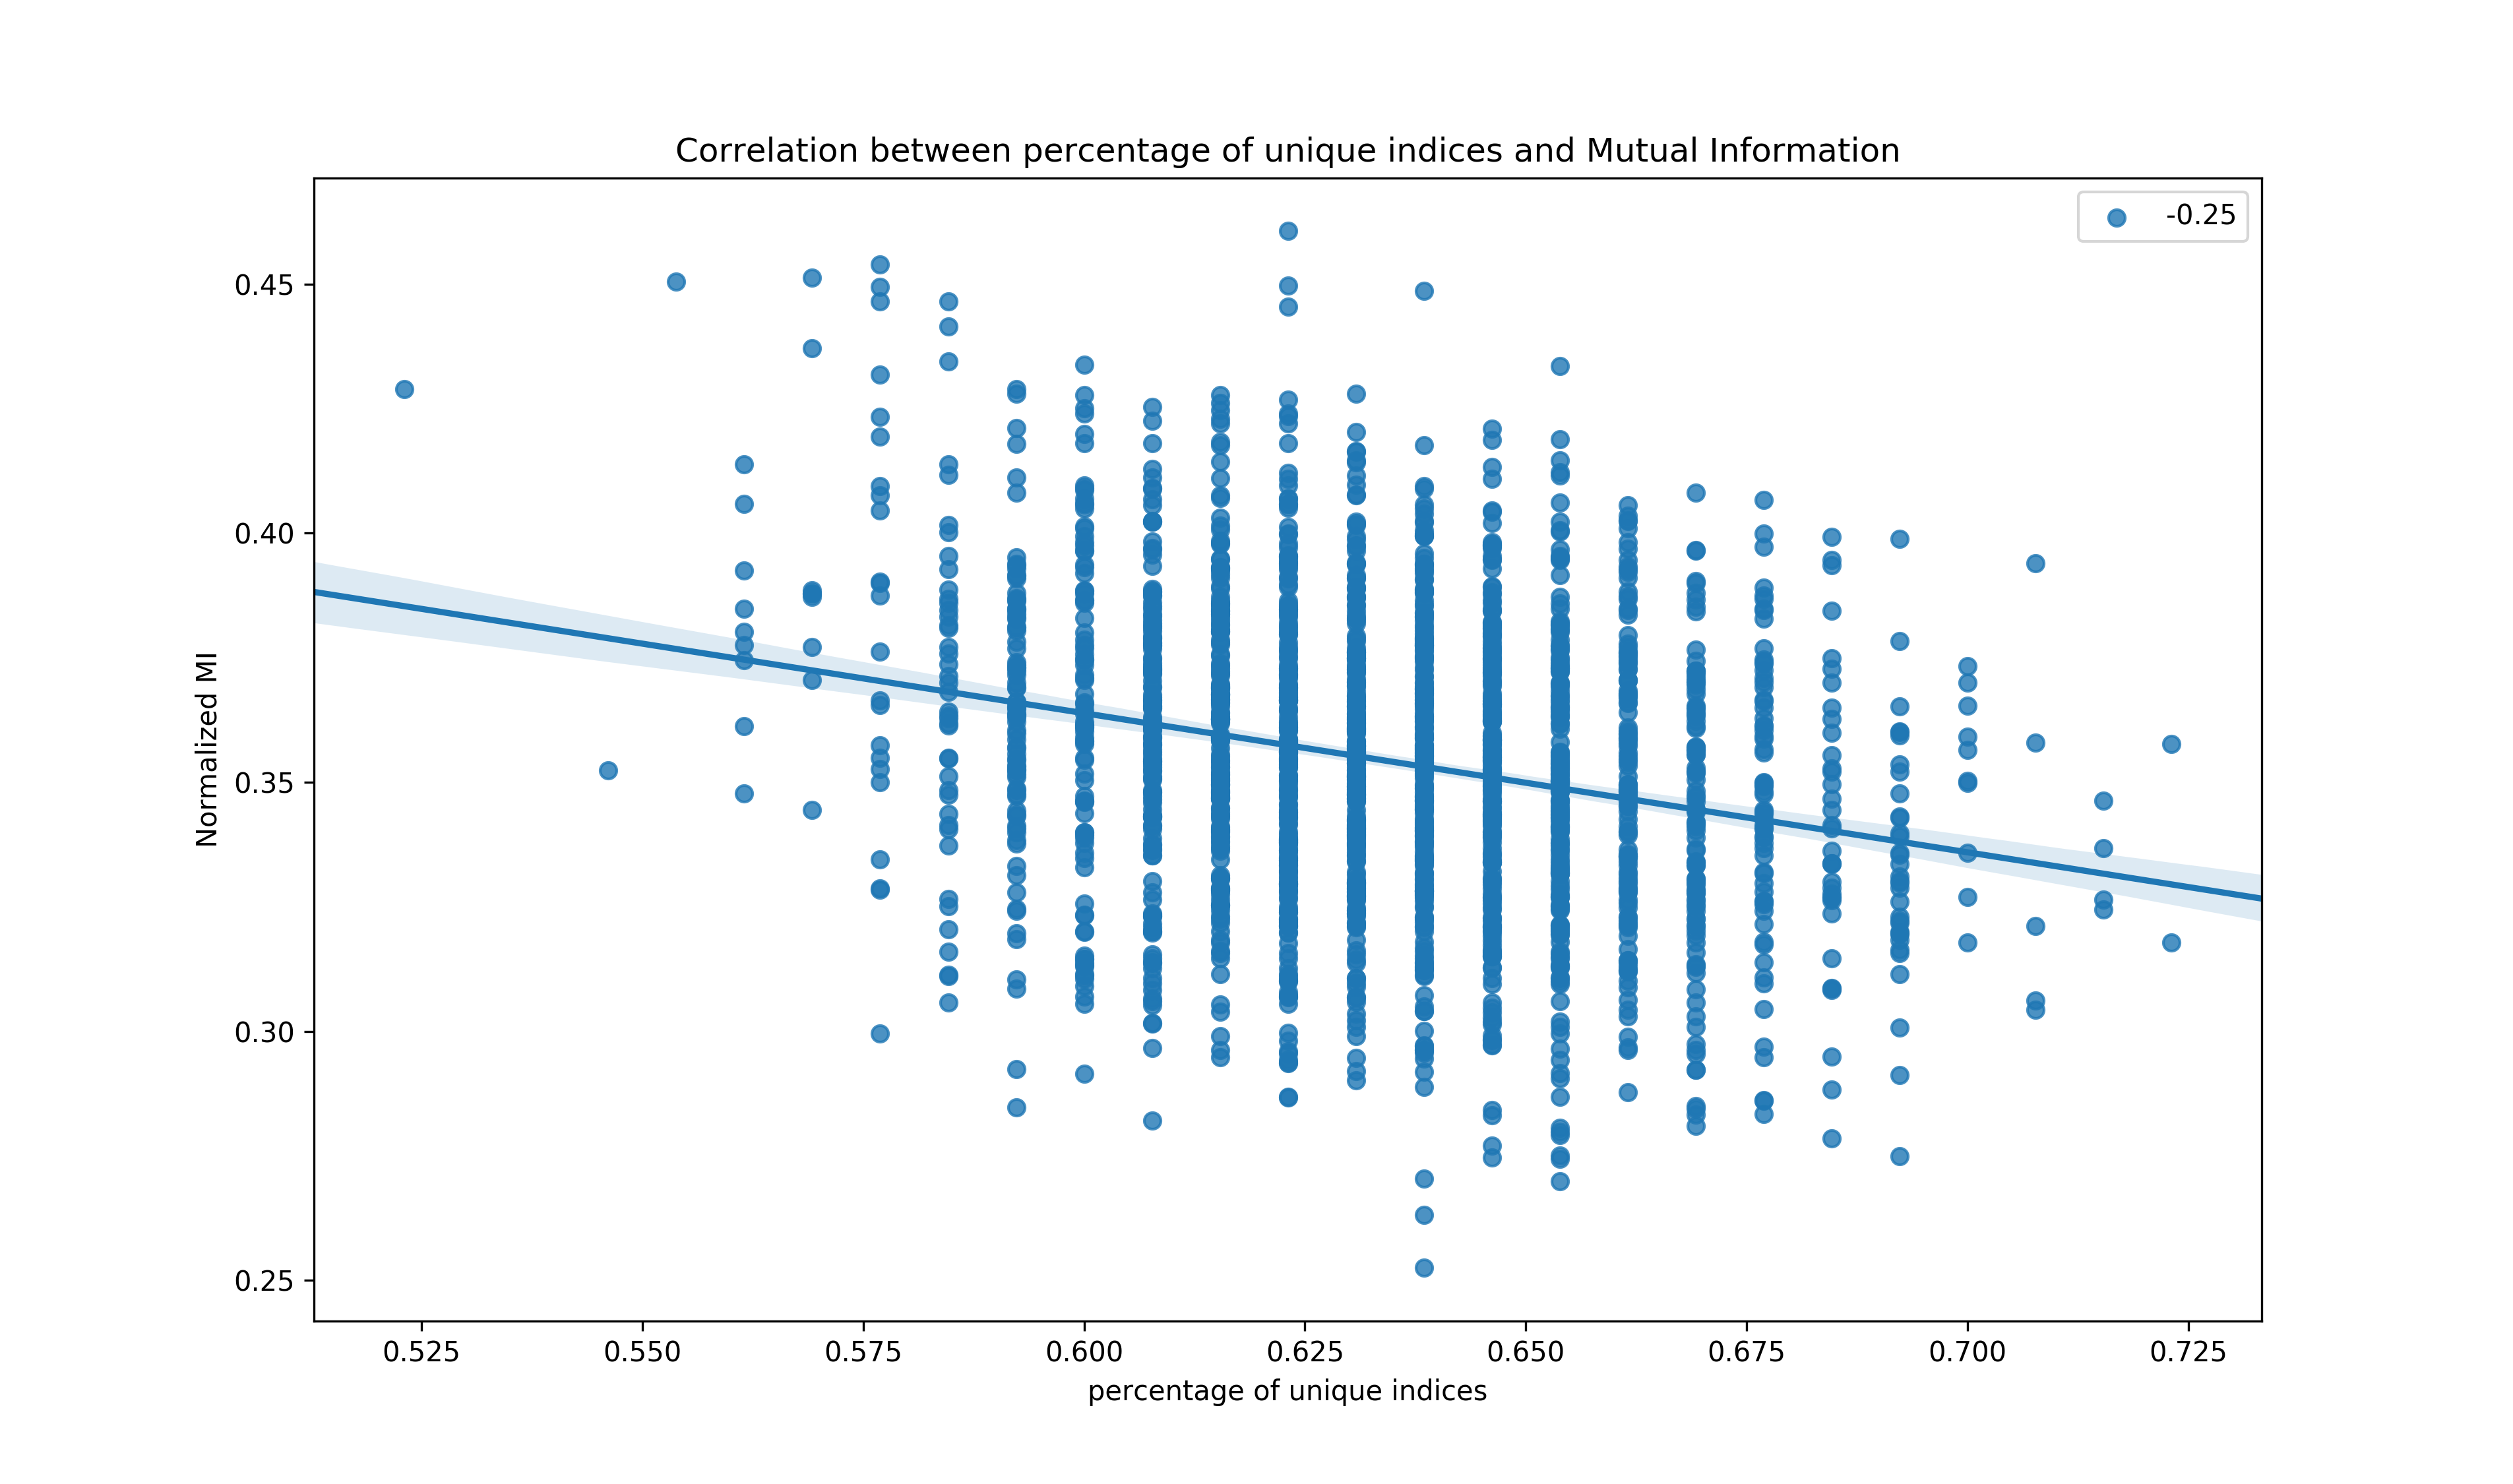 Correlation between percentage of unique indices and Mutual Information
-0.25
0.45
0.40
0.35
0.30
0.25
Normalized MI
0.525 0.550 0.575 0.600 0.625 0.650 0.675 0.700 0.725
percentage of unique indices